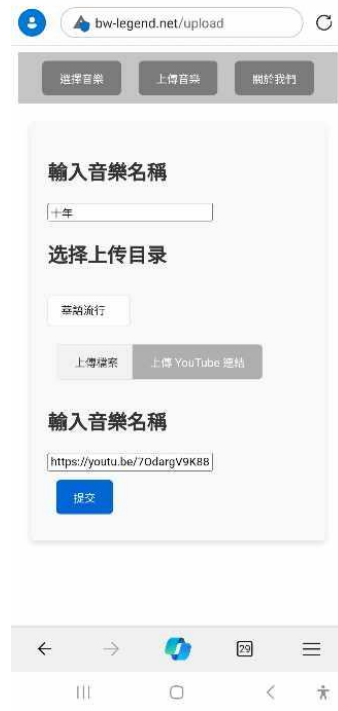 bw-legend.net/upload
選擇音樂 上傳音樂 關於我們
輸入音樂名稱
十年
选择上传目录
華語流行
上傳檔案 上傳 YouTube 連結
輸入音樂名稱
https://youtu.be/7OdargV9K88
提交
29